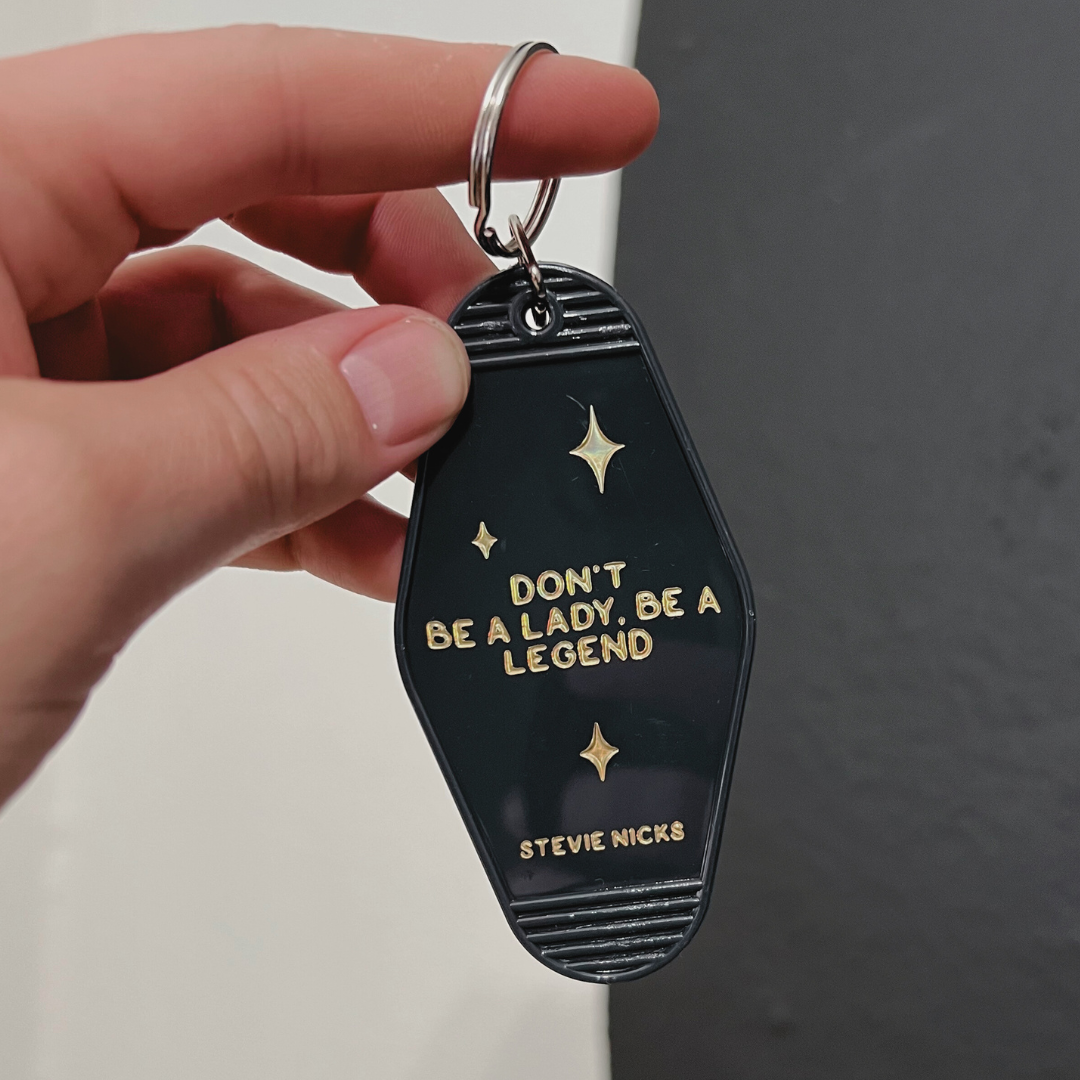 DON'T
BE A LADY, BE A
LEGEND
STEVIE NICKS